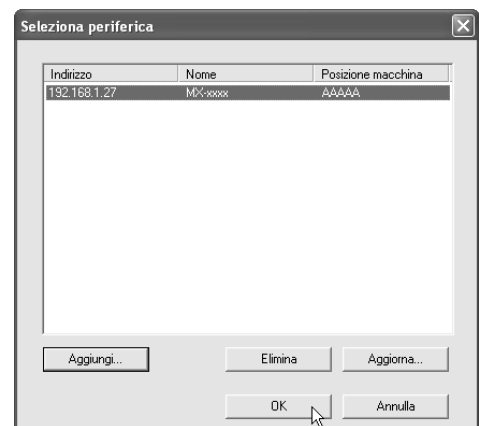 Seleziona periferica
Indirizzo Nome Posizione macchina
192.168.1.27 MX-xxxx AAAAA
Aggiungi... Elimina Aggiorna...
OK Annulla